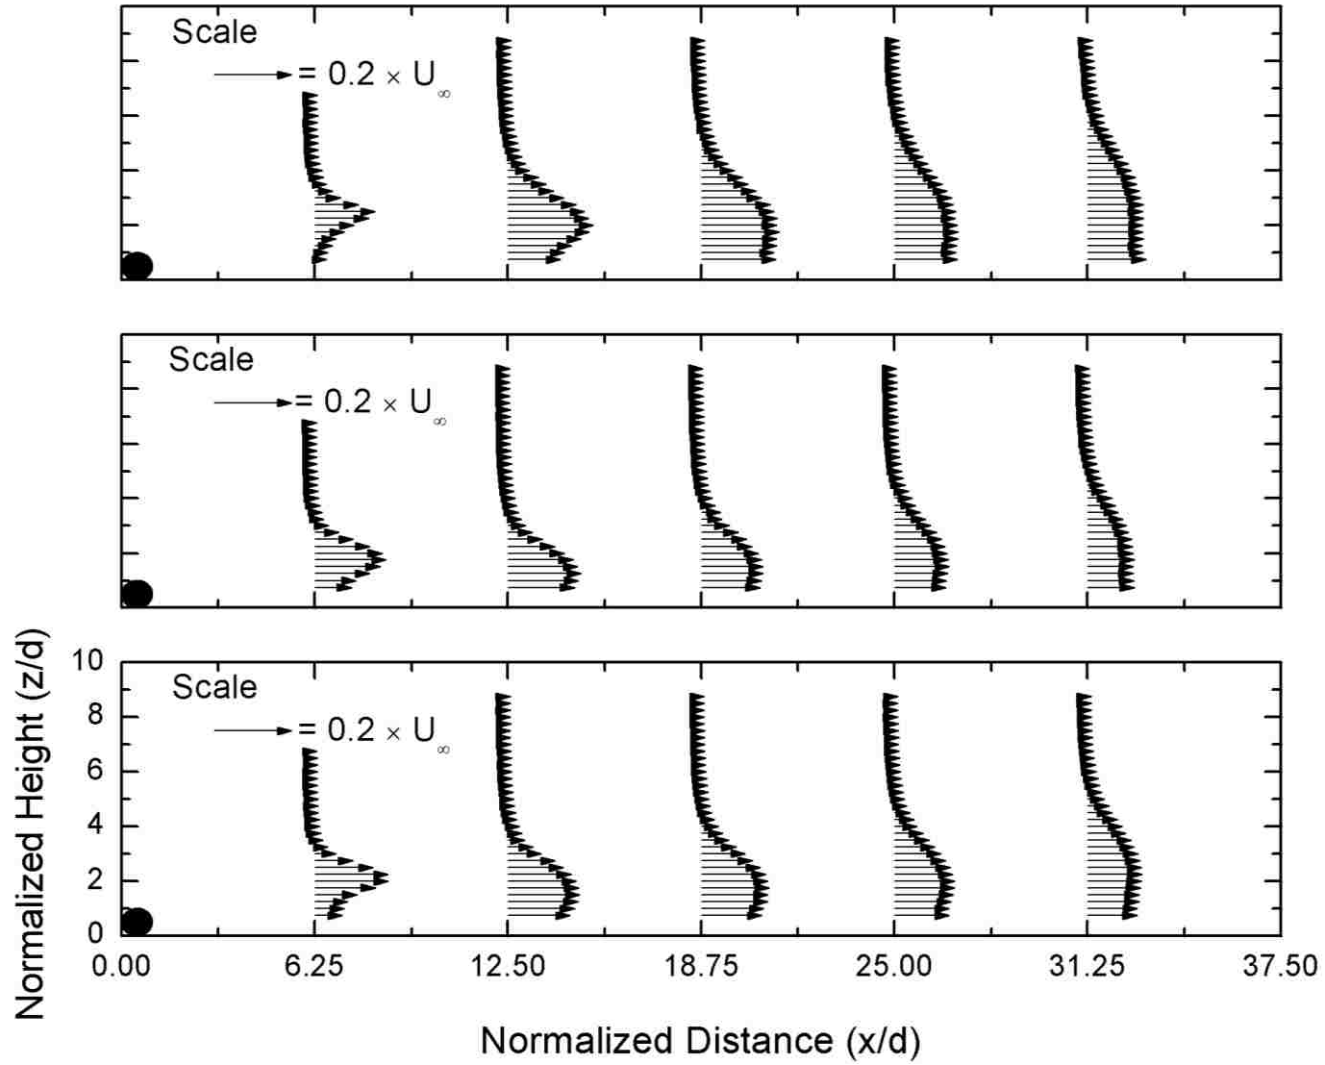 Scale
= 0.2 × U∞
Scale
= 0.2 × U∞
Scale
= 0.2 × U∞
Normalized Height (z/d)
10
8
6
4
2
0
0.00 6.25 12.50 18.75 25.00 31.25 37.50
Normalized Distance (x/d)